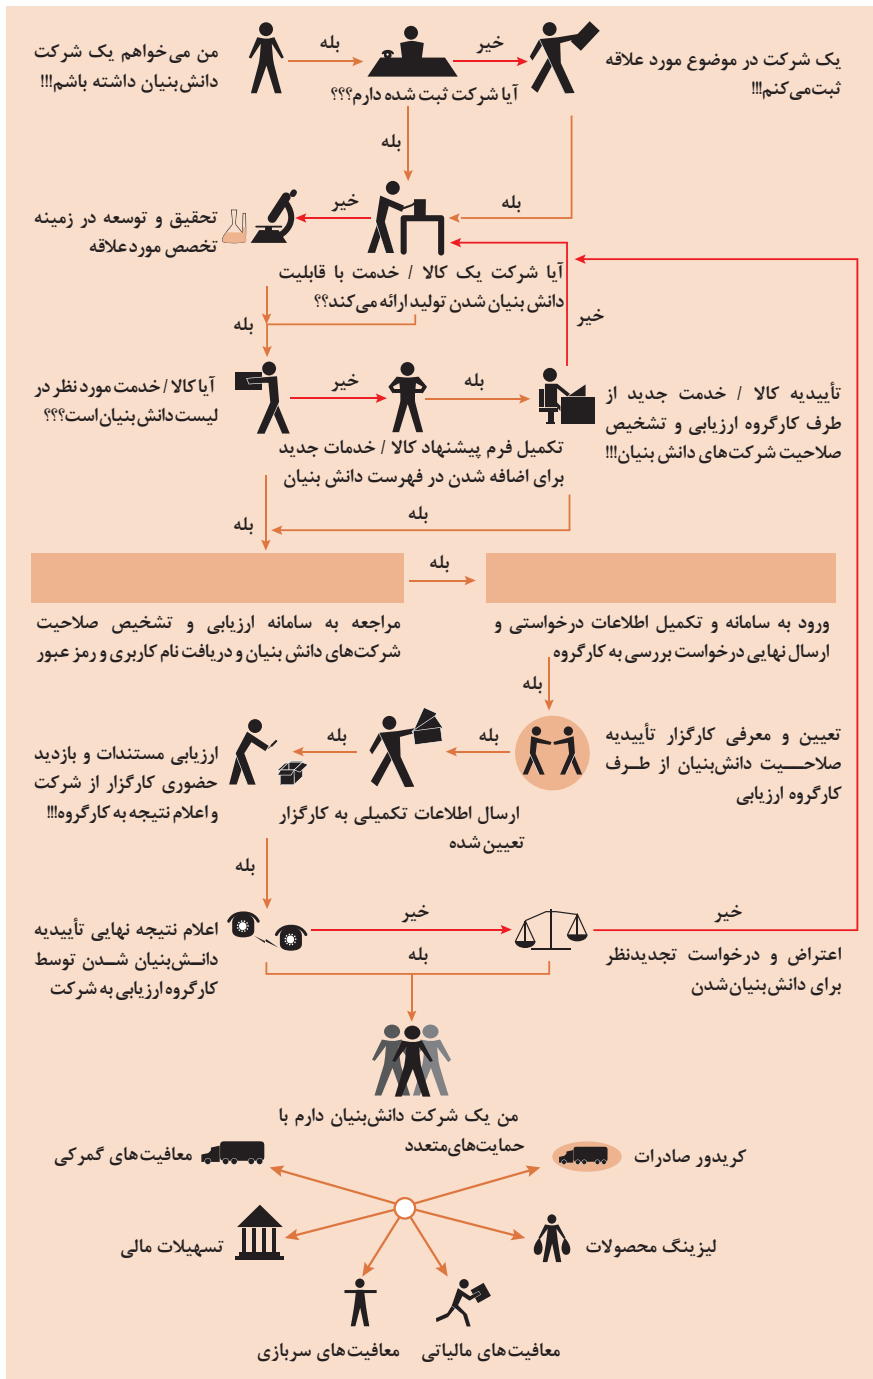 من می‌خواهم یک شرکت
دانش‌بنیان داشته باشم!!!
بله
آیا شرکت ثبت شده دارم؟؟؟
خیر
یک شرکت در موضوع مورد علاقه
ثبت‌می‌کنم!!!
بله
بله
خیر
تحقیق و توسعه در زمینه
تخصص موردعلاقه
آیا شرکت یک کالا / خدمت با قابلیت
دانش‌بنیان شدن تولید ارائه می‌کند؟؟
خیر
بله
آیا کالا / خدمت مورد نظر در
لیست دانش‌بنیان است؟؟؟
خیر
بله
تکمیل فرم پیشنهاد کالا / خدمات جدید
برای اضافه شدن در فهرست دانش بنیان
تأییدیه کالا / خدمت جدید از
طرف کارگروه ارزیابی و تشخیص
صلاحیت شرکت‌های دانش بنیان!!!
بله
بله
بله
مراجعه به سامانه ارزیابی و تشخیص صلاحیت
شرکت‌های دانش بنیان و دریافت نام کاربری و رمز عبور
ورود به سامانه و تکمیل اطلاعات درخواستی و
ارسال نهایی درخواست بررسی به کارگروه
بله
تعیین و معرفی کارگزار تأییدیه
صلاحیت دانش‌بنیان از طرف
کارگروه ارزیابی
بله
ارسال اطلاعات تکمیلی به کارگزار
تعیین شده
بله
ارزیابی مستندات و بازدید
حضوری کارگزار از شرکت
و اعلام نتیجه به کارگروه!!!
بله
اعلام نتیجه نهایی تأییدیه
دانش‌بنیان شدن توسط
کارگروه ارزیابی به شرکت
خیر
بله
خیر
اعتراض و درخواست تجدیدنظر
برای دانش‌بنیان‌شدن
من یک شرکت دانش‌بنیان دارم با
حمایت‌های‌متعدد
کریدور صادرات
معافیت‌های گمرکی
لیزینگ محصولات
تسهیلات مالی
معافیت‌های مالیاتی
معافیت‌های سربازی